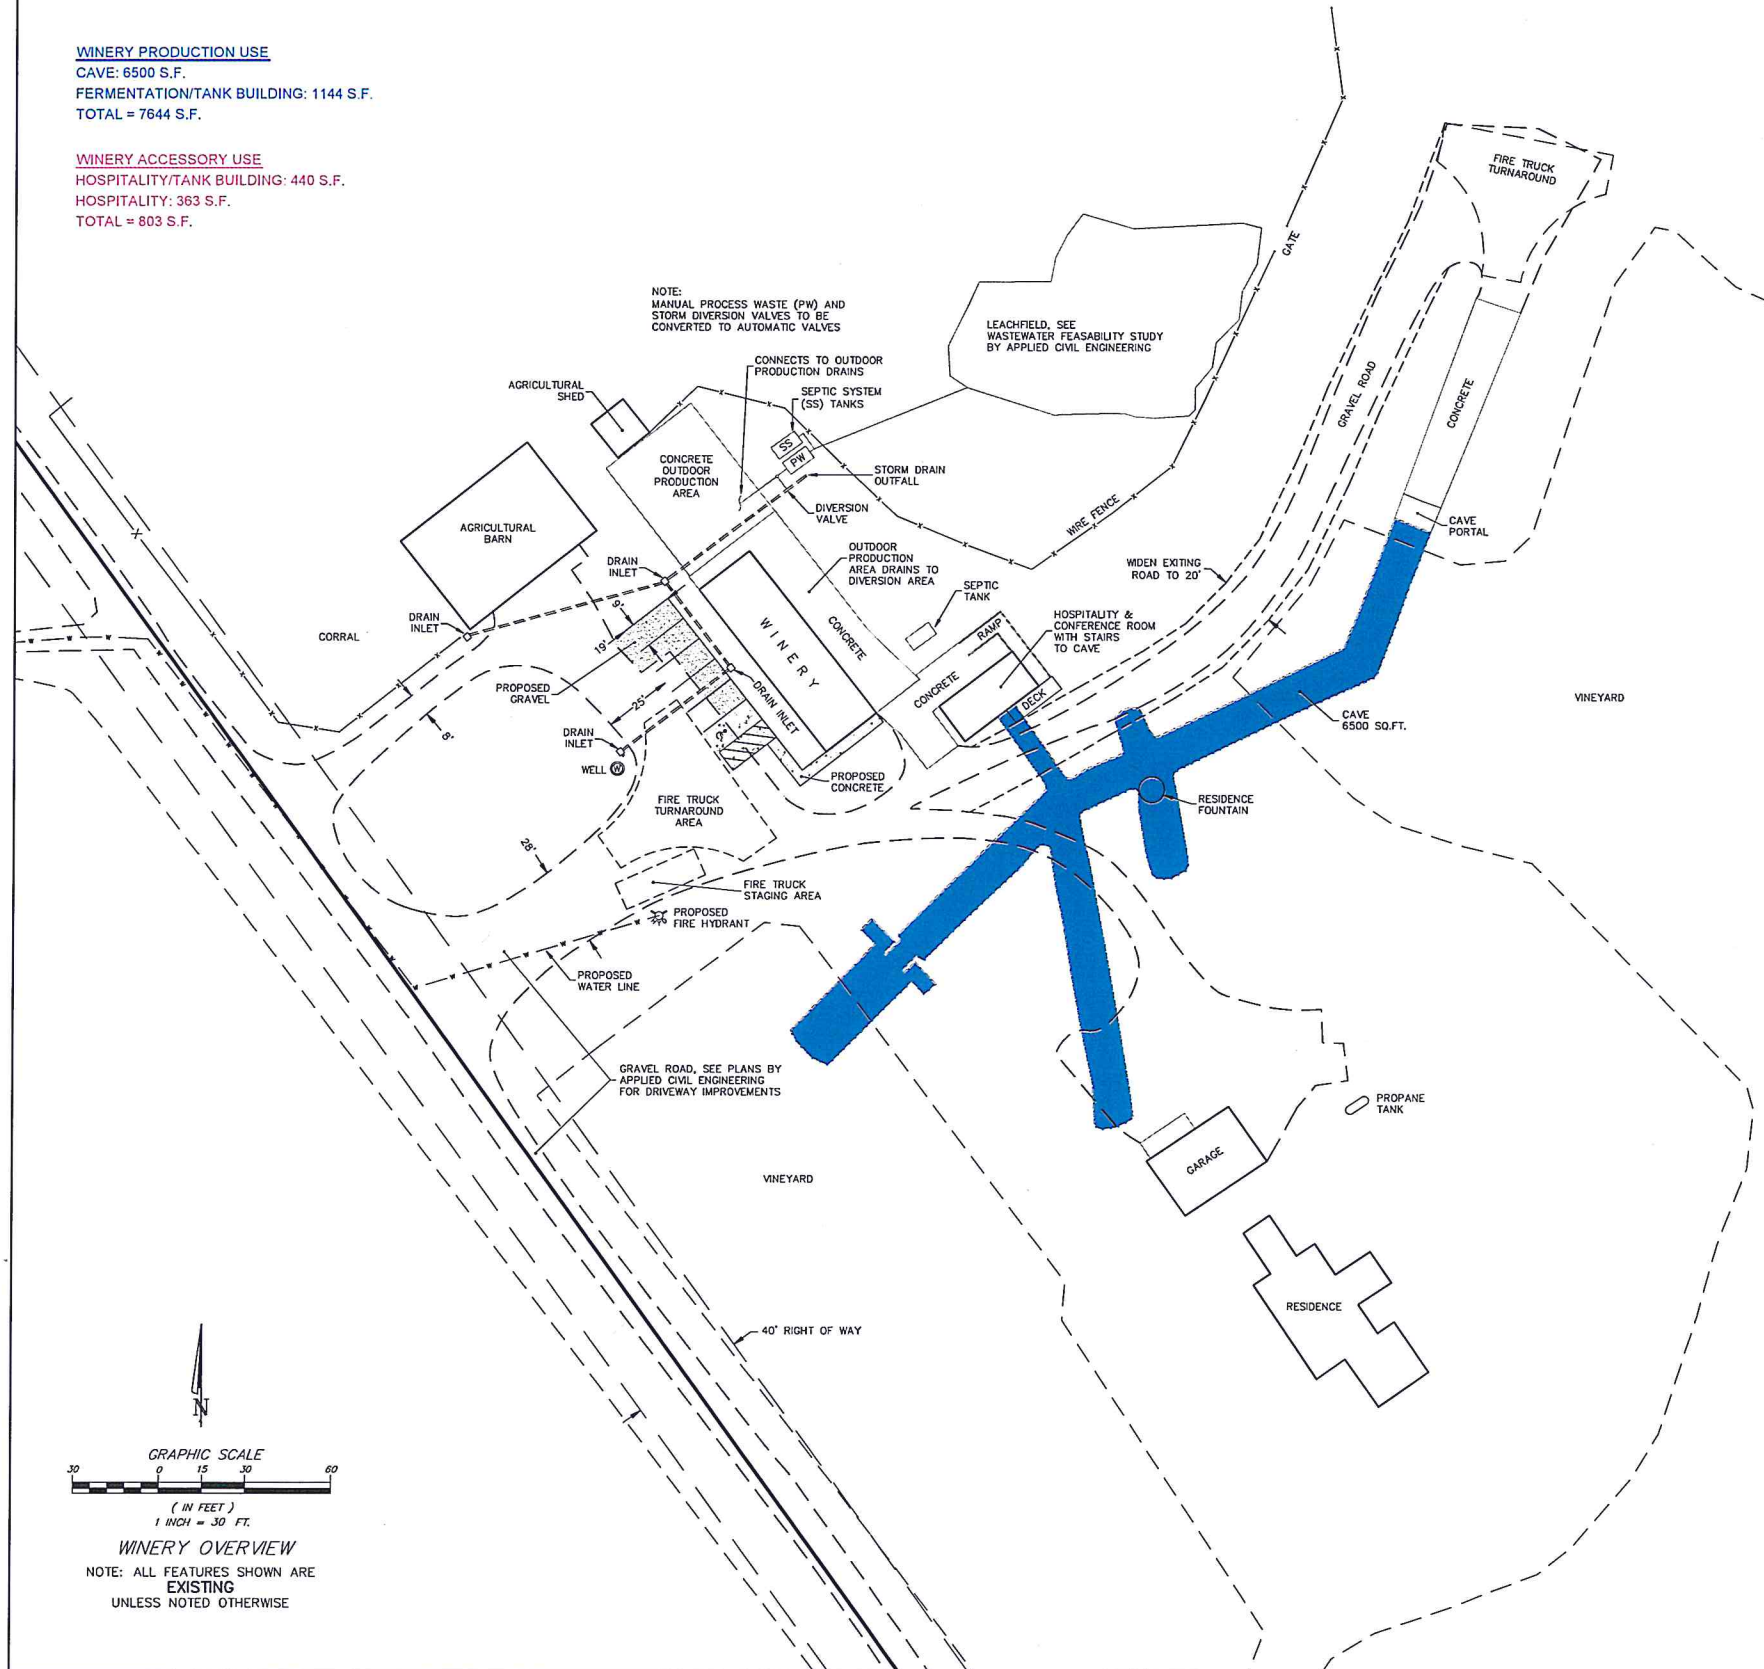 WINERY PRODUCTION USE
CAVE: 6500 S.F.
FERMENTATION/TANK BUILDING: 1144 S.F.
TOTAL = 7644 S.F.
WINERY ACCESSORY USE
HOSPITALITY/TANK BUILDING: 440 S.F.
HOSPITALITY: 363 S.F.
TOTAL = 803 S.F.
FIRE TRUCK
TURNAROUND
GATE
NOTE:
MANUAL PROCESS WASTE (PW) AND
STORM DIVERSION VALVES TO BE
CONVERTED TO AUTOMATIC VALVES
LEACHFIELD, SEE
WASTEWATER FEASABILITY STUDY
BY APPLIED CIVIL ENGINEERING
CONNECTS TO OUTDOOR
PRODUCTION DRAINS
SEPTIC SYSTEM
(SS) TANKS
AGRICULTURAL
SHED
GRAVEL ROAD
CONCRETE
SS
PW
CONCRETE
OUTDOOR
PRODUCTION
AREA
STORM DRAIN
OUTFALL
DIVERSION
VALVE
WIRE FENCE
AGRICULTURAL
BARN
CAVE
PORTAL
OUTDOOR
PRODUCTION
AREA DRAINS TO
DIVERSION AREA
WIDEN EXITING
ROAD TO 20'
DRAIN
INLET
SEPTIC
TANK
HOSPITALITY &
CONFERENCE ROOM
WITH STAIRS
TO CAVE
RAMP
9'
19'
DRAIN
INLET
CORRAL
WINERY
CONCRETE
CONCRETE
DECK
PROPOSED
GRAVEL
25'
DRAIN INLET
VINEYARD
CAVE
6500 SQ.FT.
8'
DRAIN
INLET
WELL
W
PROPOSED
CONCRETE
FIRE TRUCK
TURNAROUND
AREA
RESIDENCE
FOUNTAIN
28'
FIRE TRUCK
STAGING AREA
PROPOSED
FIRE HYDRANT
PROPOSED
WATER LINE
GRAVEL ROAD, SEE PLANS BY
APPLIED CIVIL ENGINEERING
FOR DRIVEWAY IMPROVEMENTS
PROPANE
TANK
GARAGE
VINEYARD
RESIDENCE
40' RIGHT OF WAY
N
GRAPHIC SCALE
30 0 15 30 60
( IN FEET )
1 INCH = 30 FT.
WINERY OVERVIEW
NOTE: ALL FEATURES SHOWN ARE
EXISTING
UNLESS NOTED OTHERWISE